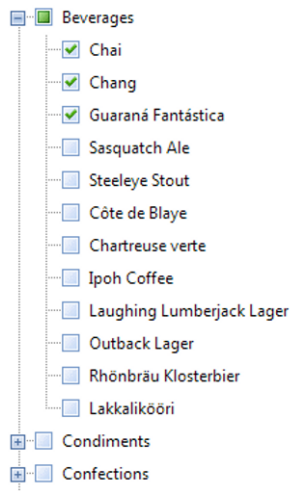 Beverages
Chai
Chang
Guaraná Fantástica
Sasquatch Ale
Steeleye Stout
Côte de Blaye
Chartreuse verte
Ipoh Coffee
Laughing Lumberjack Lager
Outback Lager
Rhönbräu Klosterbier
Lakkalikööri
Condiments
Confections